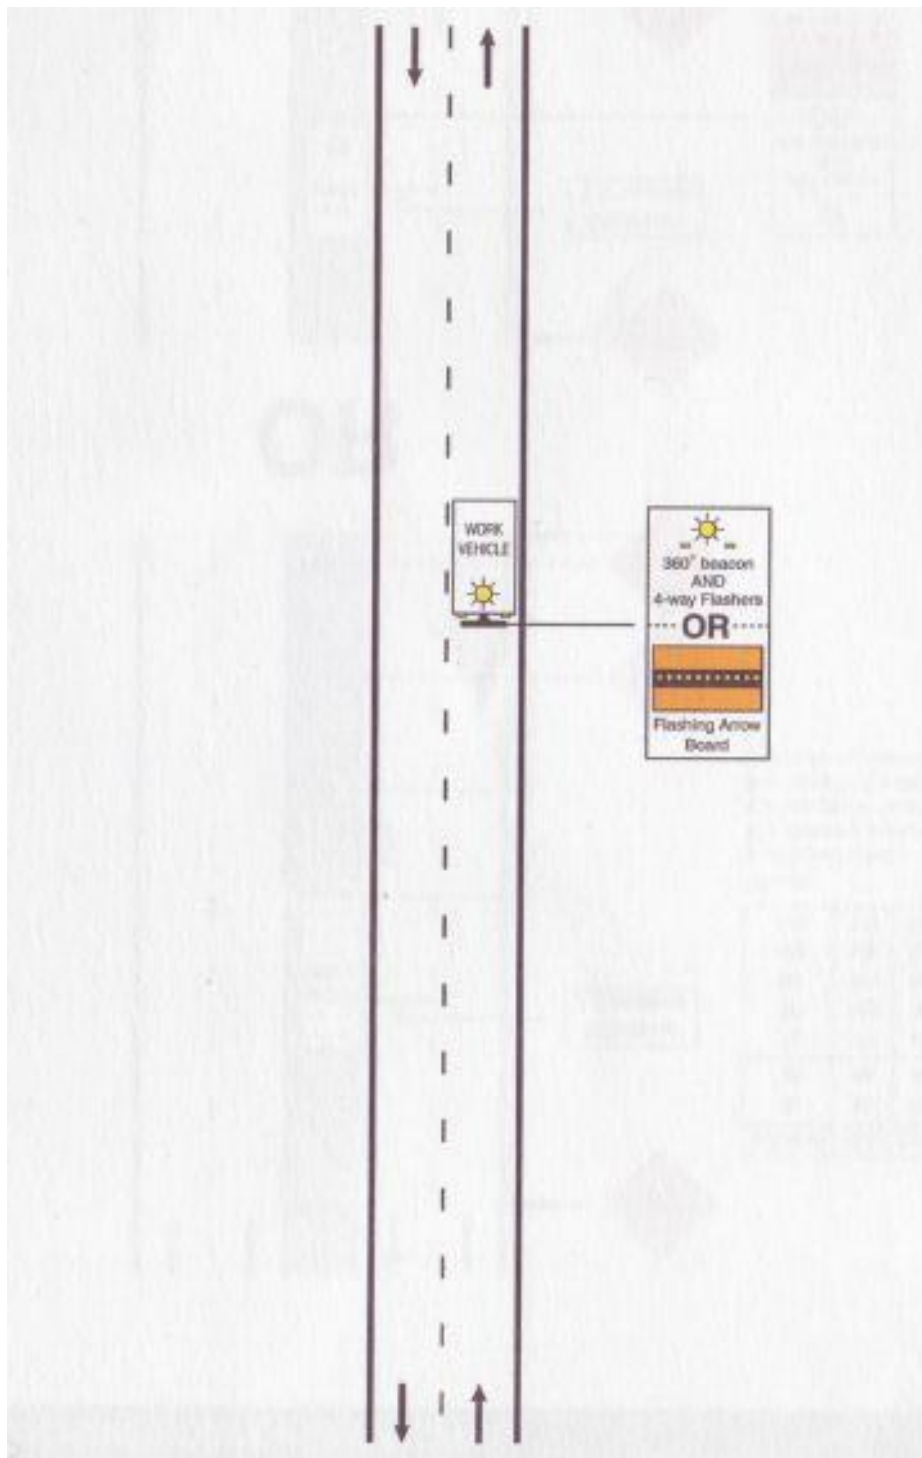 WORK
VEHICLE
360° beacon
AND
4-way Flashers
OR
Flashing Arrow
Board